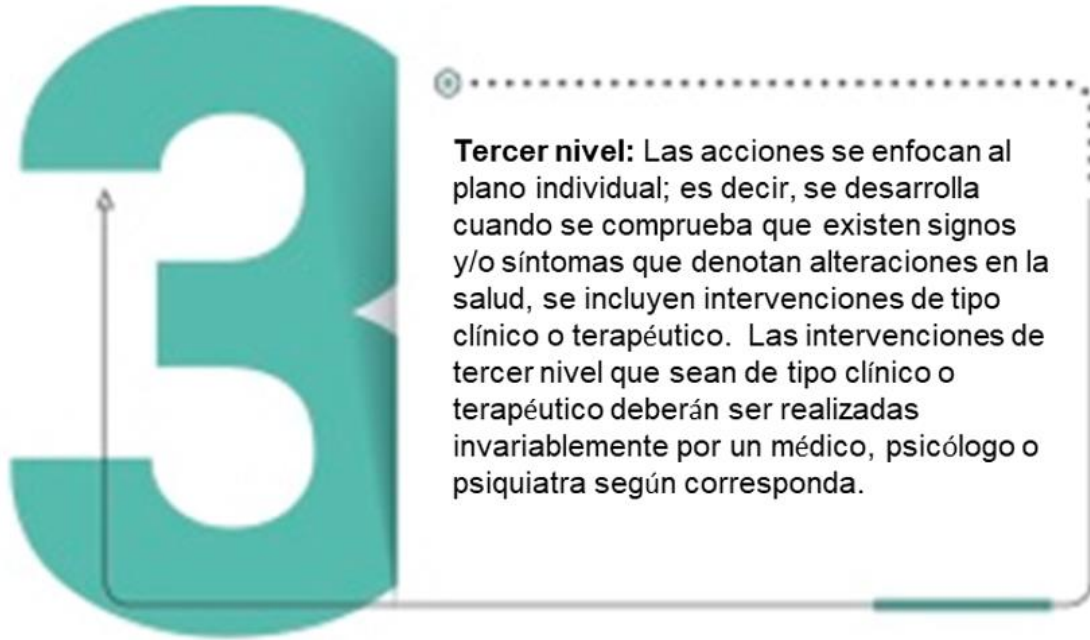 3
Tercer nivel: Las acciones se enfocan al
plano individual; es decir, se desarrolla
cuando se comprueba que existen signos
y/o síntomas que denotan alteraciones en la
salud, se incluyen intervenciones de tipo
clínico o terapéutico. Las intervenciones de
tercer nivel que sean de tipo clínico o
terapéutico deberán ser realizadas
invariablemente por un médico, psicólogo o
psiquiatra según corresponda.